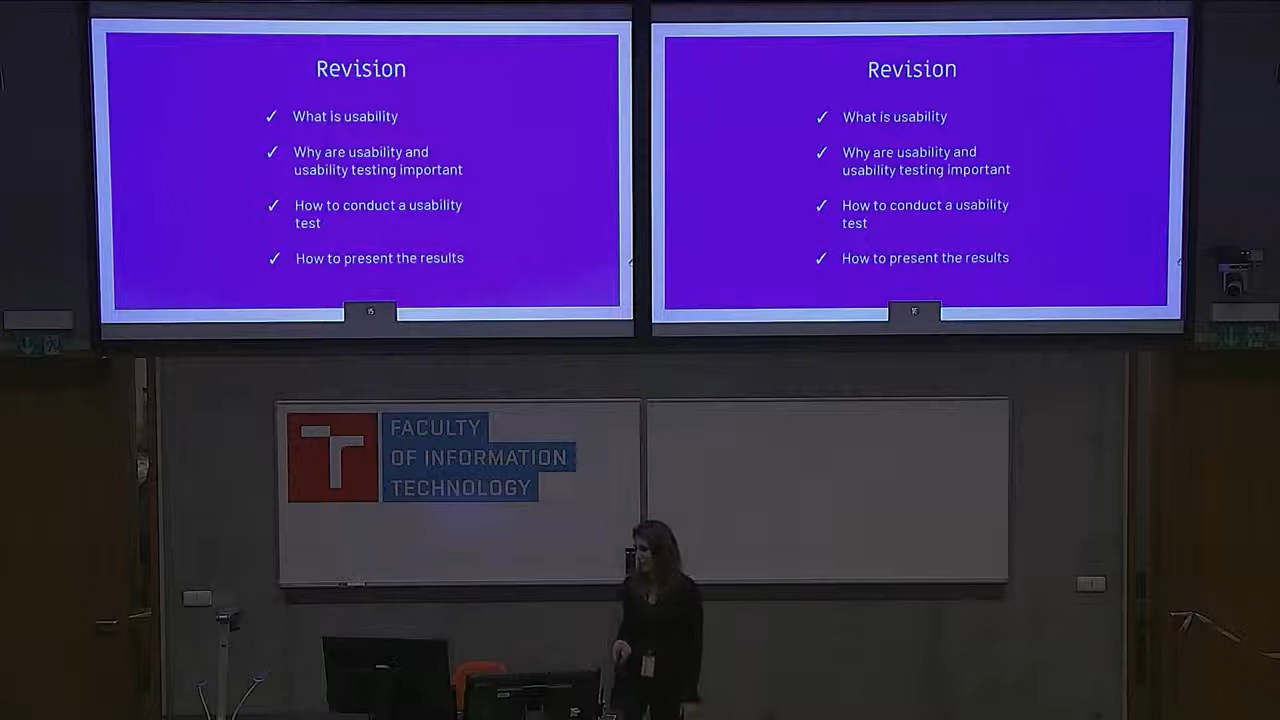 Revision
✓ What is usability
✓ Why are usability and
usability testing important
✓ How to conduct a usability
test
✓ How to present the results
Revision
✓ What is usability
✓ Why are usability and
usability testing important
✓ How to conduct a usability
test
✓ How to present the results
FACULTY
OF INFORMATION
TECHNOLOGY